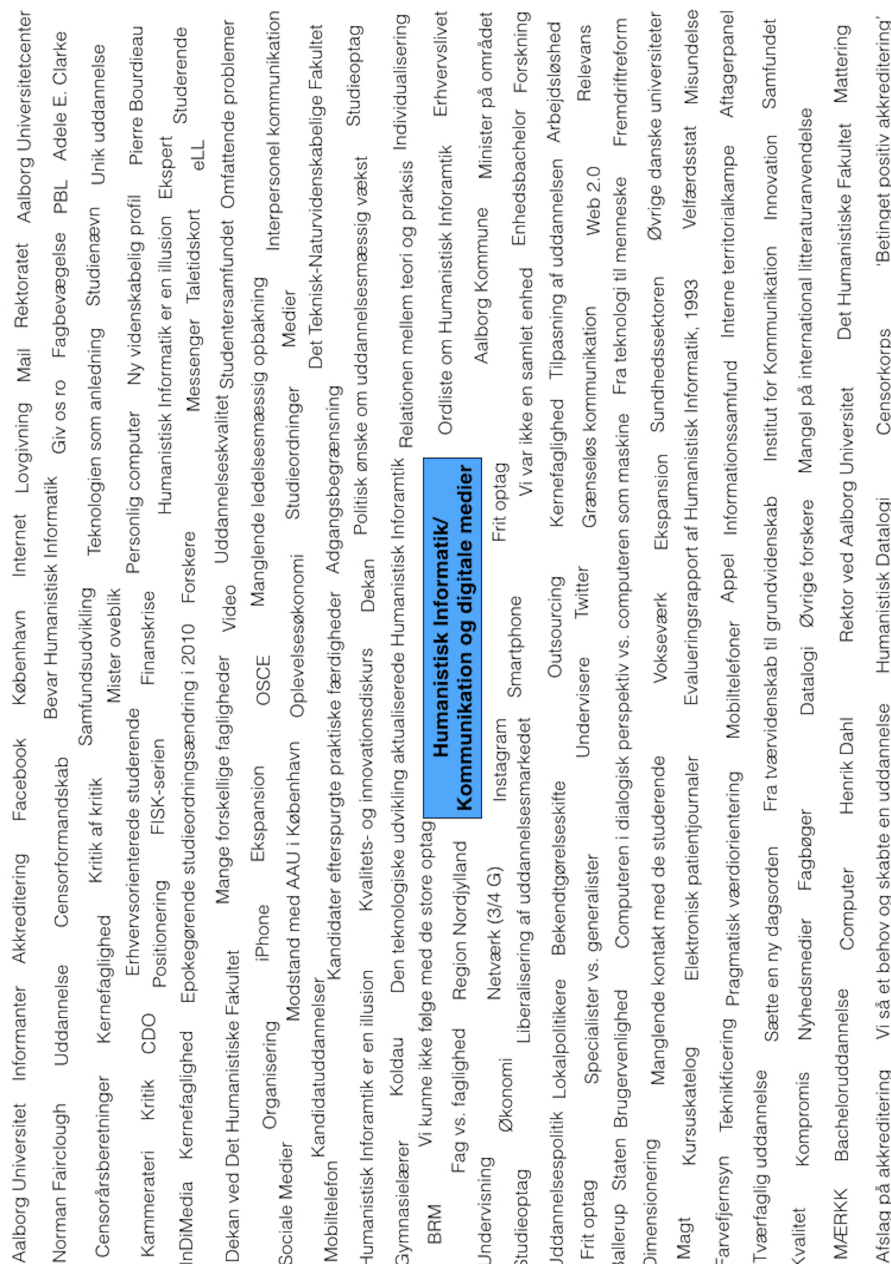 Aalborg Universitet Informanter Akkreditering Facebook København Internet Lovgivning Mail Rektoratet Aalborg Universitetcenter
Bevar Humanistisk Informatik Giv os ro Fagbevægelse PBL Adele E. Clarke
Norman Fairclough Uddannelse Censorformandskab
Samfundsudvikling Teknologien som anledning Studienævn Unik uddannelse
Censorårsberetninger Kernefaglighed Kritik af kritik Mister oveblik
Erhvervsorienterede studerende Personlig computer Ny videnskabelig profil Pierre Bourdieau
Kammerateri Kritik CDO Positionering FISK-serien Finanskrise Humanistisk Informatik er en illusion Ekspert Studerende
InDiMedia Kernefaglighed Epokegørende studieordningsændring i 2010 Forskere Messenger Taletidskort eLL
Mange forskellige fagligheder Video Uddannelseskvalitet Studentersamfundet Omfattende problemer
Dekan ved Det Humanistiske Fakultet iPhone Ekspansion OSCE Manglende ledelsesmæssig opbakning Interpersonel kommunikation
Organisering
Sociale Medier Modstand med AAU i København Oplevelsesøkonomi Studieordninger Medier
Kandidatuddannelser Det Teknisk-Naturvidenskabelige Fakultet
Mobiltelefon Kandidater efterspurgte praktiske færdigheder Adgangsbegrænsning
Humanistisk Inforamtik er en illusion Kvalitets- og innovationsdiskurs Dekan Politisk ønske om uddannelsesmæssig vækst Studieoptag
Gymnasielærer Koldau Den teknologiske udvikling aktualiserede Humanistisk Inforamtik Relationen mellem teori og praksis Individualisering
Vi kunne ikke følge med de store optag
BRM Humanistisk Informatik/ Ordliste om Humanistisk Inforamtik Erhvervslivet
Fag vs. faglighed Region Nordjylland Kommunikation og digitale medier
Undervisning Aalborg Kommune Minister på området
Økonomi Netværk (3/4 G) Instagram Smartphone Frit optag
Studieoptag Liberalisering af uddannelsesmarkedet Vi var ikke en samlet enhed Enhedsbachelor Forskning
Uddannelsespolitik Lokalpolitikere Bekendtgørelseskifte Outsourcing Kernefaglighed Tilpasning af uddannelsen Arbejdsløshed
Frit optag Specialister vs. generalister Undervisere Twitter Grænseløs kommunikation Web 2.0 Relevans
Ballerup Staten Brugervenlighed Computeren i dialogisk perspektiv vs. computeren som maskine Fra teknologi til menneske Fremdriftreform
Dimensionering Manglende kontakt med de studerende Vokseværk Ekspansion Sundhedssektoren Øvrige danske universiteter
Magt Kursuskatelog Elektronisk patientjournaler Evalueringsrapport af Humanistisk Informatik, 1993 Velfærdsstat Misundelse
Farvefjernsyn Teknikficering Pragmatisk værdiorientering Mobiltelefoner Appel Informationssamfund Interne territorialkampe Aftagerpanel
Tværfaglig uddannelse Sætte en ny dagsorden Fra tværvidenskab til grundvidenskab Institut for Kommunikation Innovation Samfundet
Kvalitet Kompromis Nyhedsmedier Fagbøger Datalogi Øvrige forskere Mangel på international litteraturanvendelse
MÆRKK Bacheloruddannelse Computer Henrik Dahl Rektor ved Aalborg Universitet Det Humanistiske Fakultet Mattering
Afslag på akkreditering Vi så et behov og skabte en uddannelse Humanistisk Datalogi Censorkorps 'Betinget positiv akkreditering'